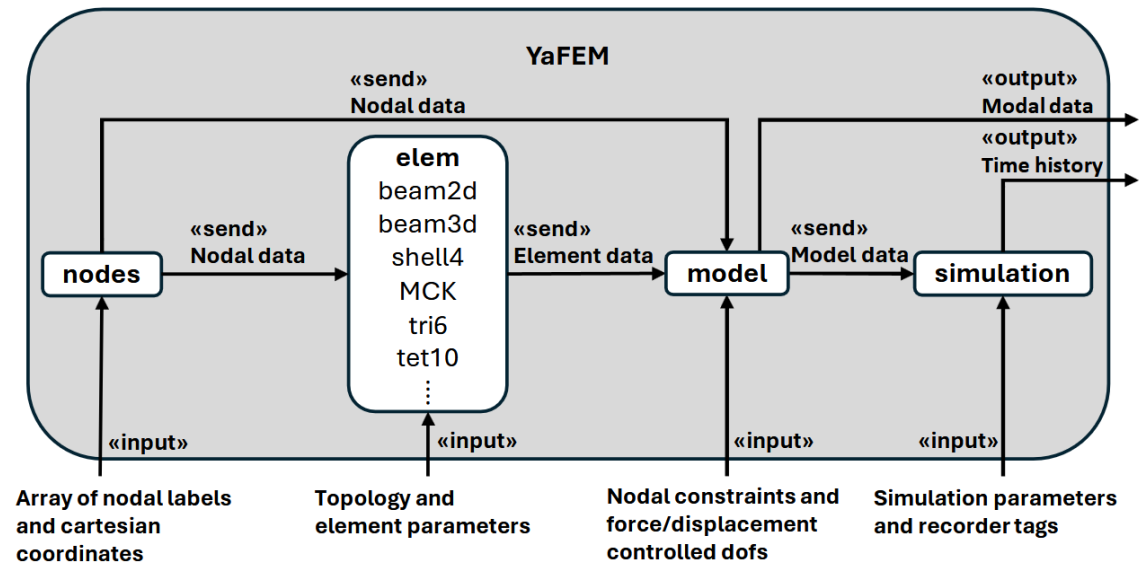 YaFEM
«send»
Nodal data
«output»
Modal data
«output»
Time history
elem
beam2d
beam3d
shell4
MCK
tri6
tet10
⋮
«send»
Nodal data
«send»
Element data
«send»
Model data
nodes
model
simulation
«input»
«input»
«input»
«input»
Array of nodal labels
and cartesian
coordinates
Topology and
element parameters
Nodal constraints and
force/displacement
controlled dofs
Simulation parameters
and recorder tags